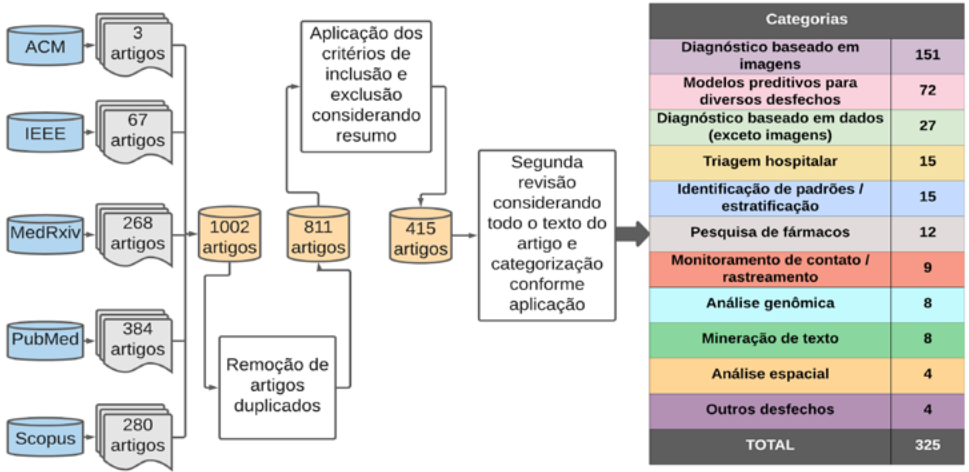 ACM
3
artigos
IEEE
67
artigos
MedRxiv
268
artigos
PubMed
384
artigos
Scopus
280
artigos
1002
artigos
Remoção de
artigos
duplicados
811
artigos
Aplicação dos
critérios de
inclusão e
exclusão
considerando
resumo
415
artigos
Segunda
revisão
considerando
todo o texto do
artigo e
categorização
conforme
aplicação
Categorias
Diagnóstico baseado em
imagens
151
Modelos preditivos para
diversos desfechos
72
Diagnóstico baseado em dados
(exceto imagens)
27
Triagem hospitalar
15
Identificação de padrões /
estratificação
15
Pesquisa de fármacos
12
Monitoramento de contato /
rastreamento
9
Análise genômica
8
Mineração de texto
8
Análise espacial
4
Outros desfechos
4
TOTAL
325